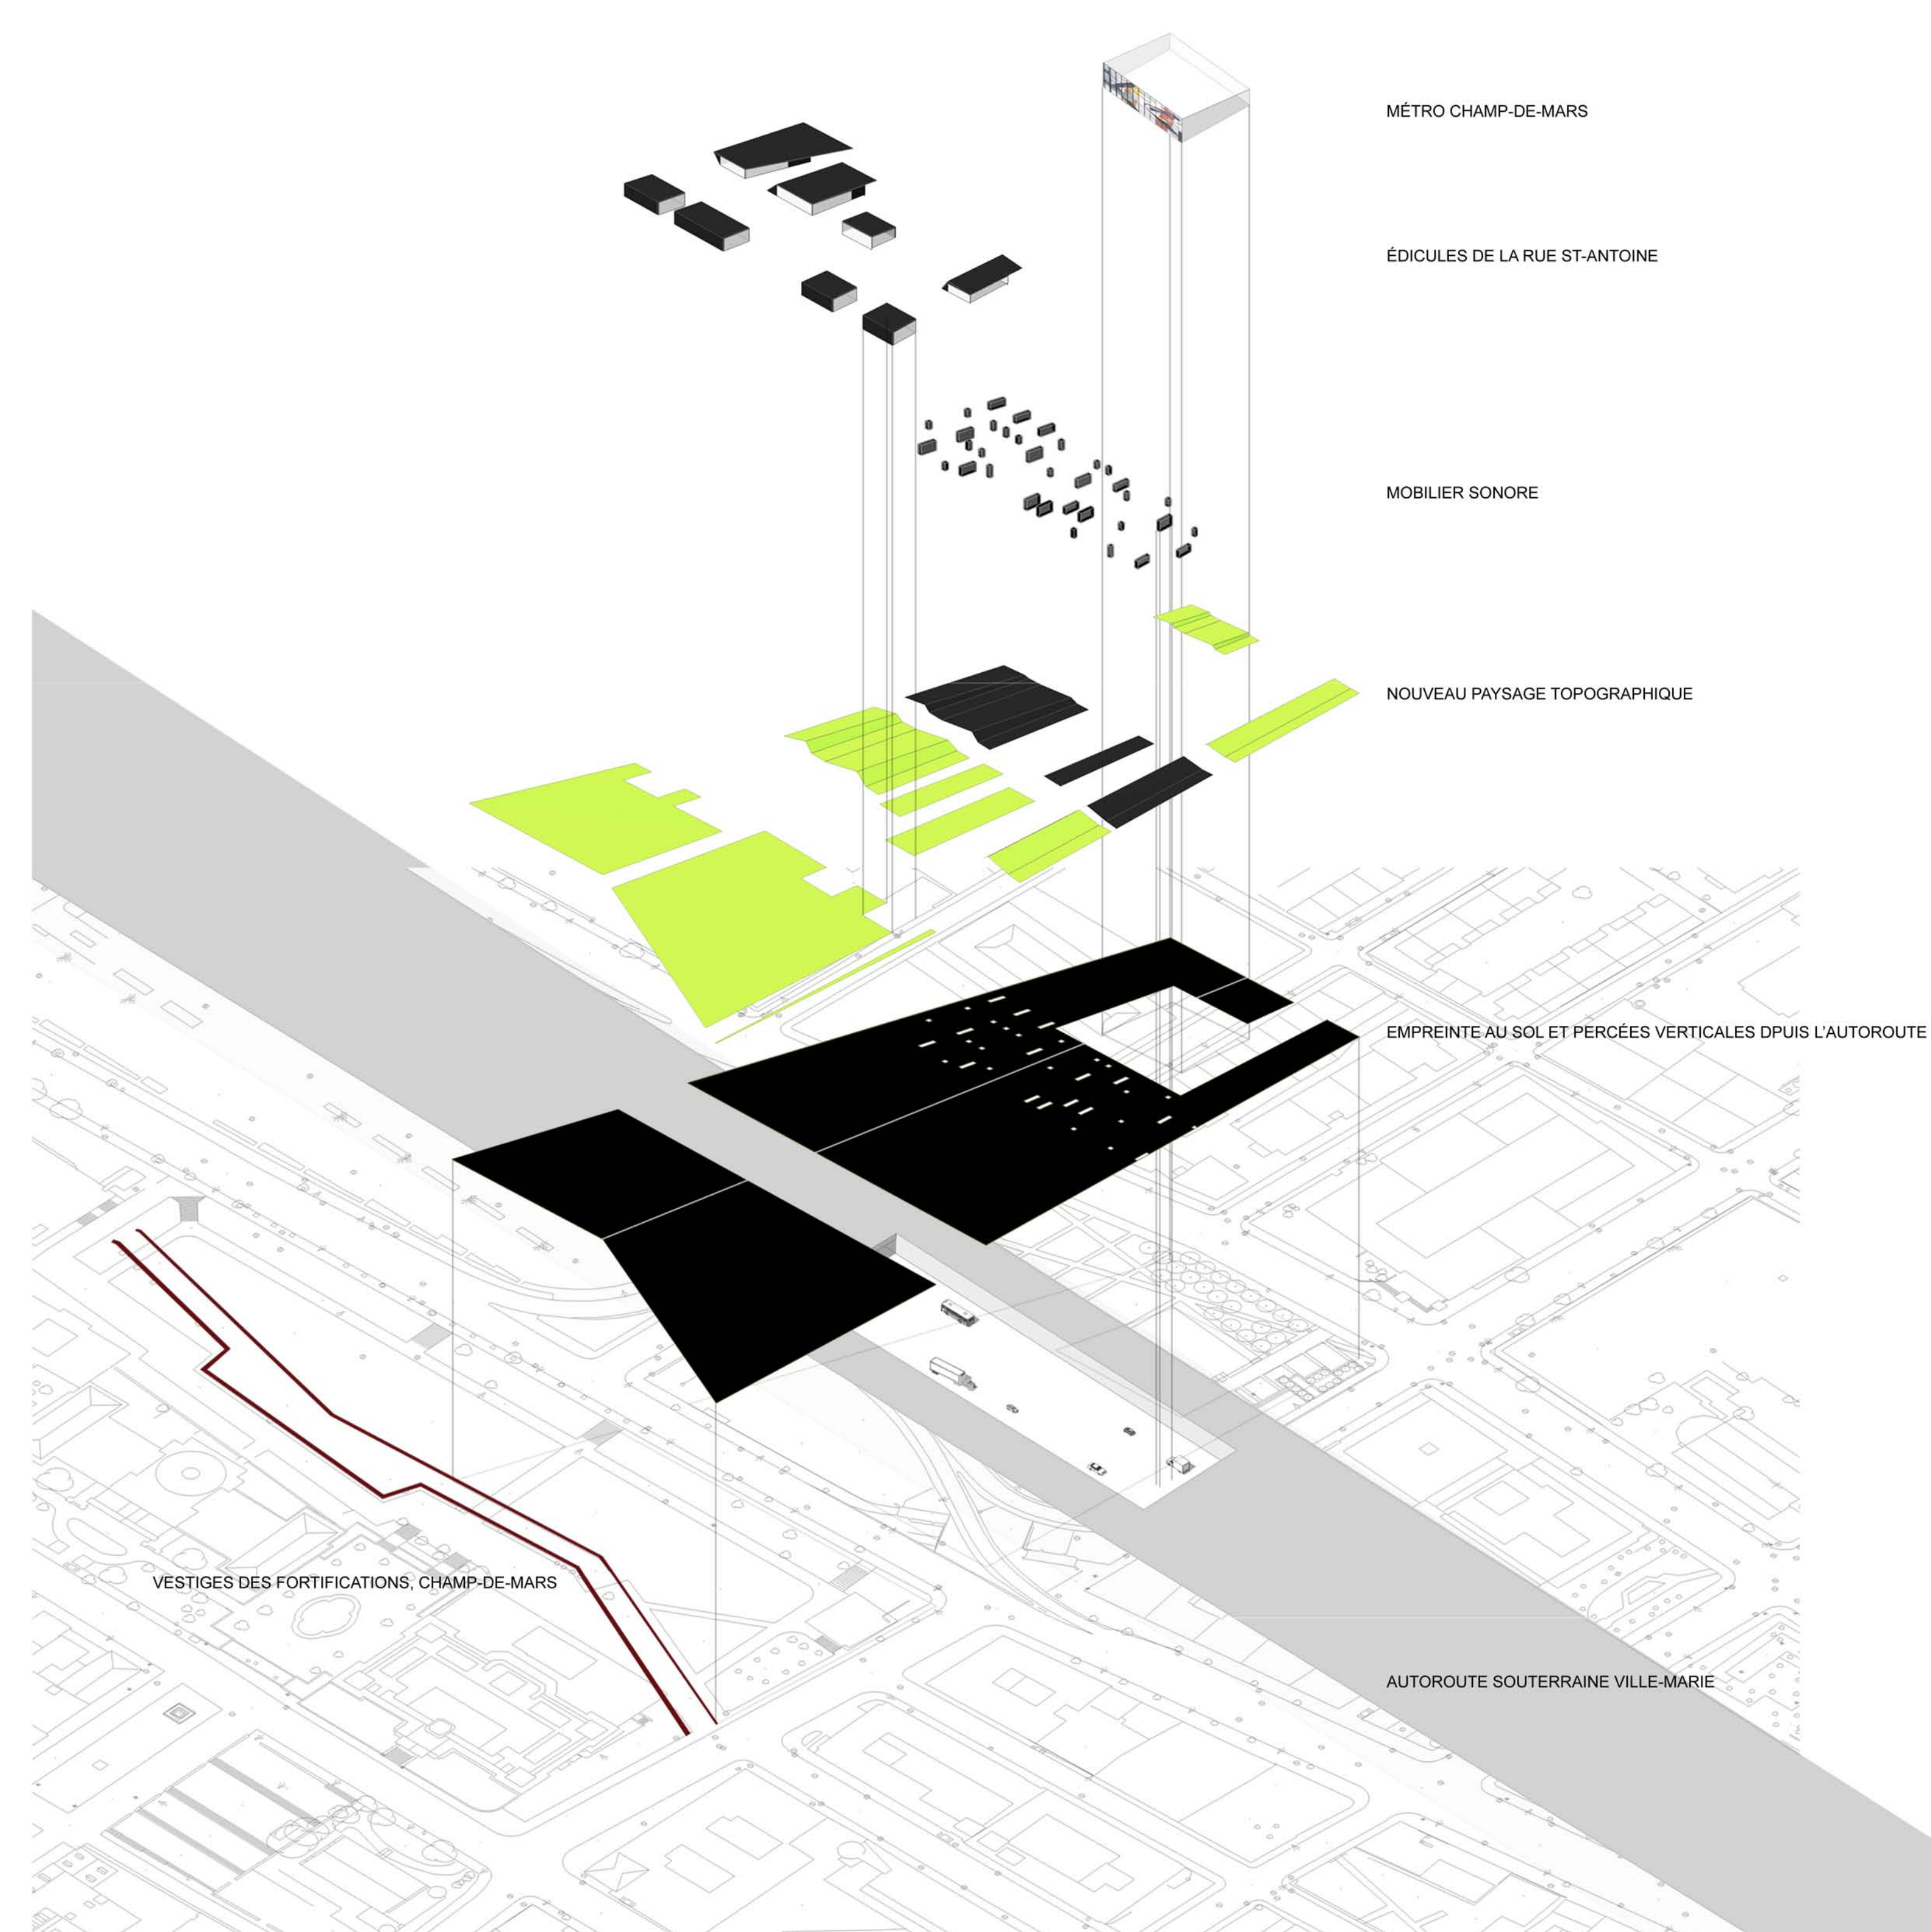 MÉTRO CHAMP-DE-MARS
ÉDICULES DE LA RUE ST-ANTOINE
MOBILIER SONORE
NOUVEAU PAYSAGE TOPOGRAPHIQUE
EMPREINTE AU SOL ET PERCÉES VERTICALES DPUIS L'AUTOROUTE
VESTIGES DES FORTIFICATIONS, CHAMP-DE-MARS
AUTOROUTE SOUTERRAINE VILLE-MARIE